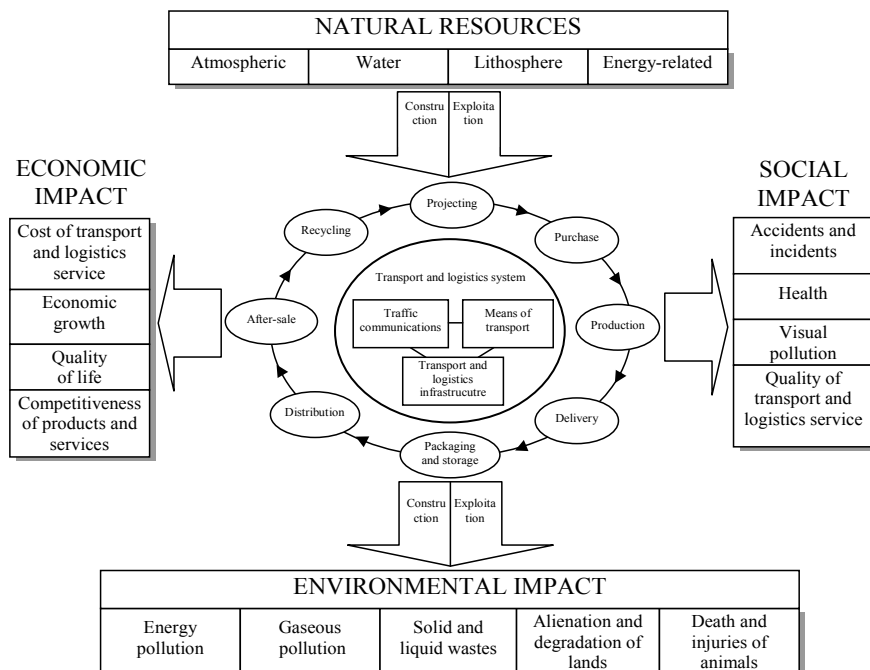 NATURAL RESOURCES
Atmospheric
Water
Lithosphere
Energy-related
Constru
ction
Exploita
tion
ECONOMIC
IMPACT
Cost of transport
and logistics
service
Economic
growth
Quality
of life
Competitiveness
of products and
services
SOCIAL
IMPACT
Accidents and
incidents
Health
Visual
pollution
Quality of
transport and
logistics service
Projecting
Purchase
Production
Delivery
Packaging
and storage
Distribution
After-sale
Recycling
Transport and logistics system
Traffic
communications
Means of
transport
Transport and
logistics
infrastrucutre
Constru
ction
Exploita
tion
ENVIRONMENTAL IMPACT
Energy
pollution
Gaseous
pollution
Solid and
liquid wastes
Alienation and
degradation of
lands
Death and
injuries of
animals